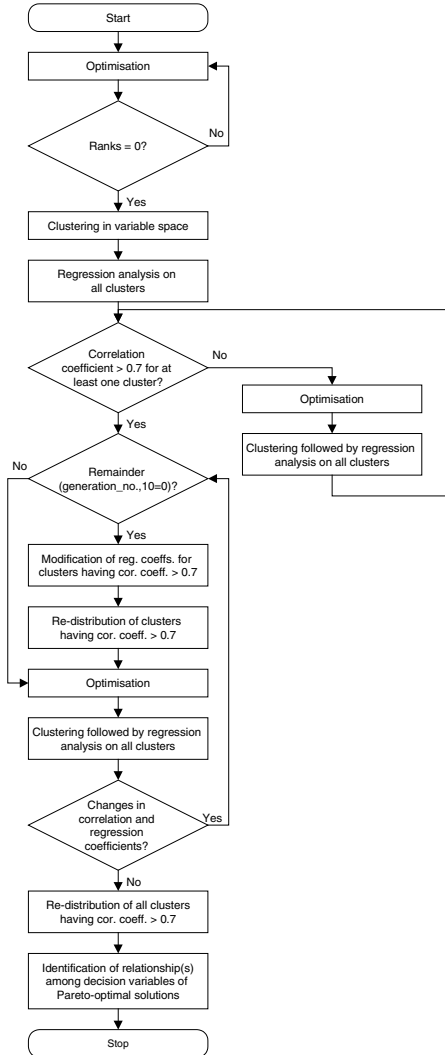 Start
Optimisation
No
Ranks = 0?
Yes
Clustering in variable space
Regression analysis on
all clusters
Correlation
coefficient > 0.7 for at
least one cluster?
No
Optimisation
Clustering followed by regression
analysis on all clusters
Yes
No
Remainder
(generation_no.,10=0)?
Yes
Modification of reg. coeffs. for
clusters having cor. coeff. > 0.7
Re-distribution of clusters
having cor. coeff. > 0.7
Optimisation
Clustering followed by regression
analysis on all clusters
Changes in
correlation and
regression
coefficients?
Yes
No
Re-distribution of all clusters
having cor. coeff. > 0.7
Identification of relationship(s)
among decision variables of
Pareto-optimal solutions
Stop